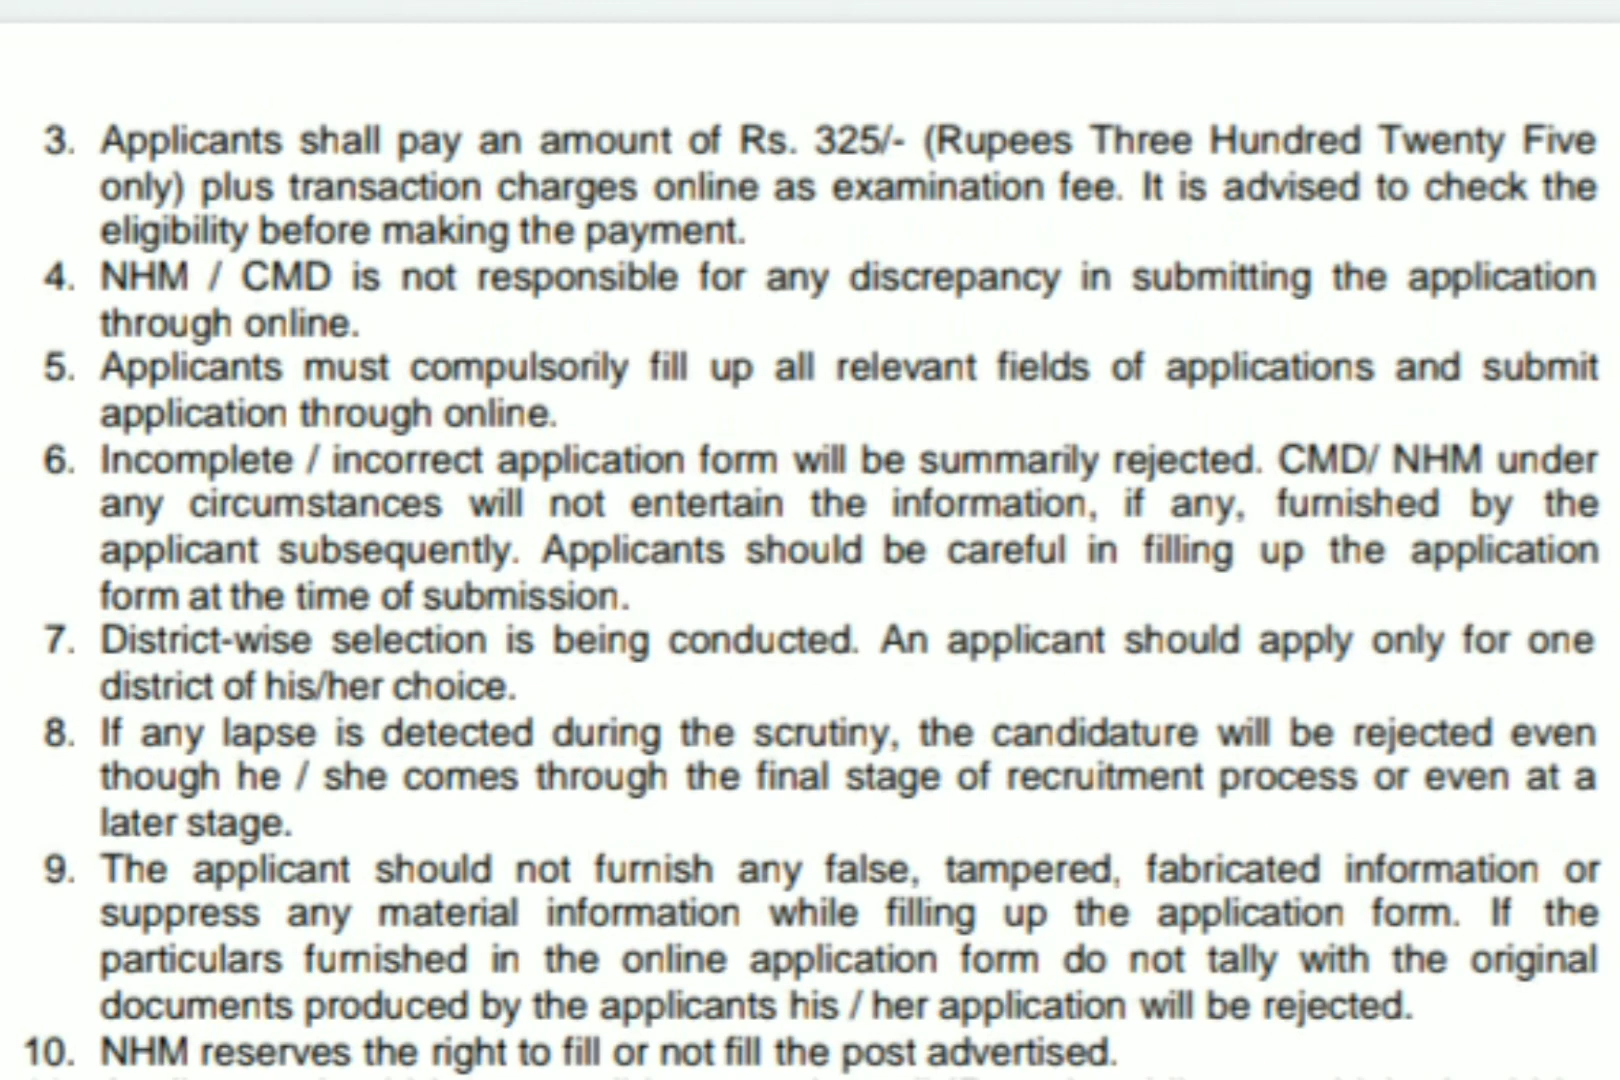 3. Applicants shall pay an amount of Rs. 325/- (Rupees Three Hundred Twenty Five
only) plus transaction charges online as examination fee. It is advised to check the
eligibility before making the payment.
4. NHM / CMD is not responsible for any discrepancy in submitting the application
through online.
5. Applicants must compulsorily fill up all relevant fields of applications and submit
application through online.
6. Incomplete / incorrect application form will be summarily rejected. CMD/ NHM under
any circumstances will not entertain the information, if any, furnished by the
applicant subsequently. Applicants should be careful in filling up the application
form at the time of submission.
7. District-wise selection is being conducted. An applicant should apply only for one
district of his/her choice.
8. If any lapse is detected during the scrutiny, the candidature will be rejected even
though he / she comes through the final stage of recruitment process or even at a
later stage.
9. The applicant should not furnish any false, tampered, fabricated information or
suppress any material information while filling up the application form. If the
particulars furnished in the online application form do not tally with the original
documents produced by the applicants his / her application will be rejected.
10. NHM reserves the right to fill or not fill the post advertised.